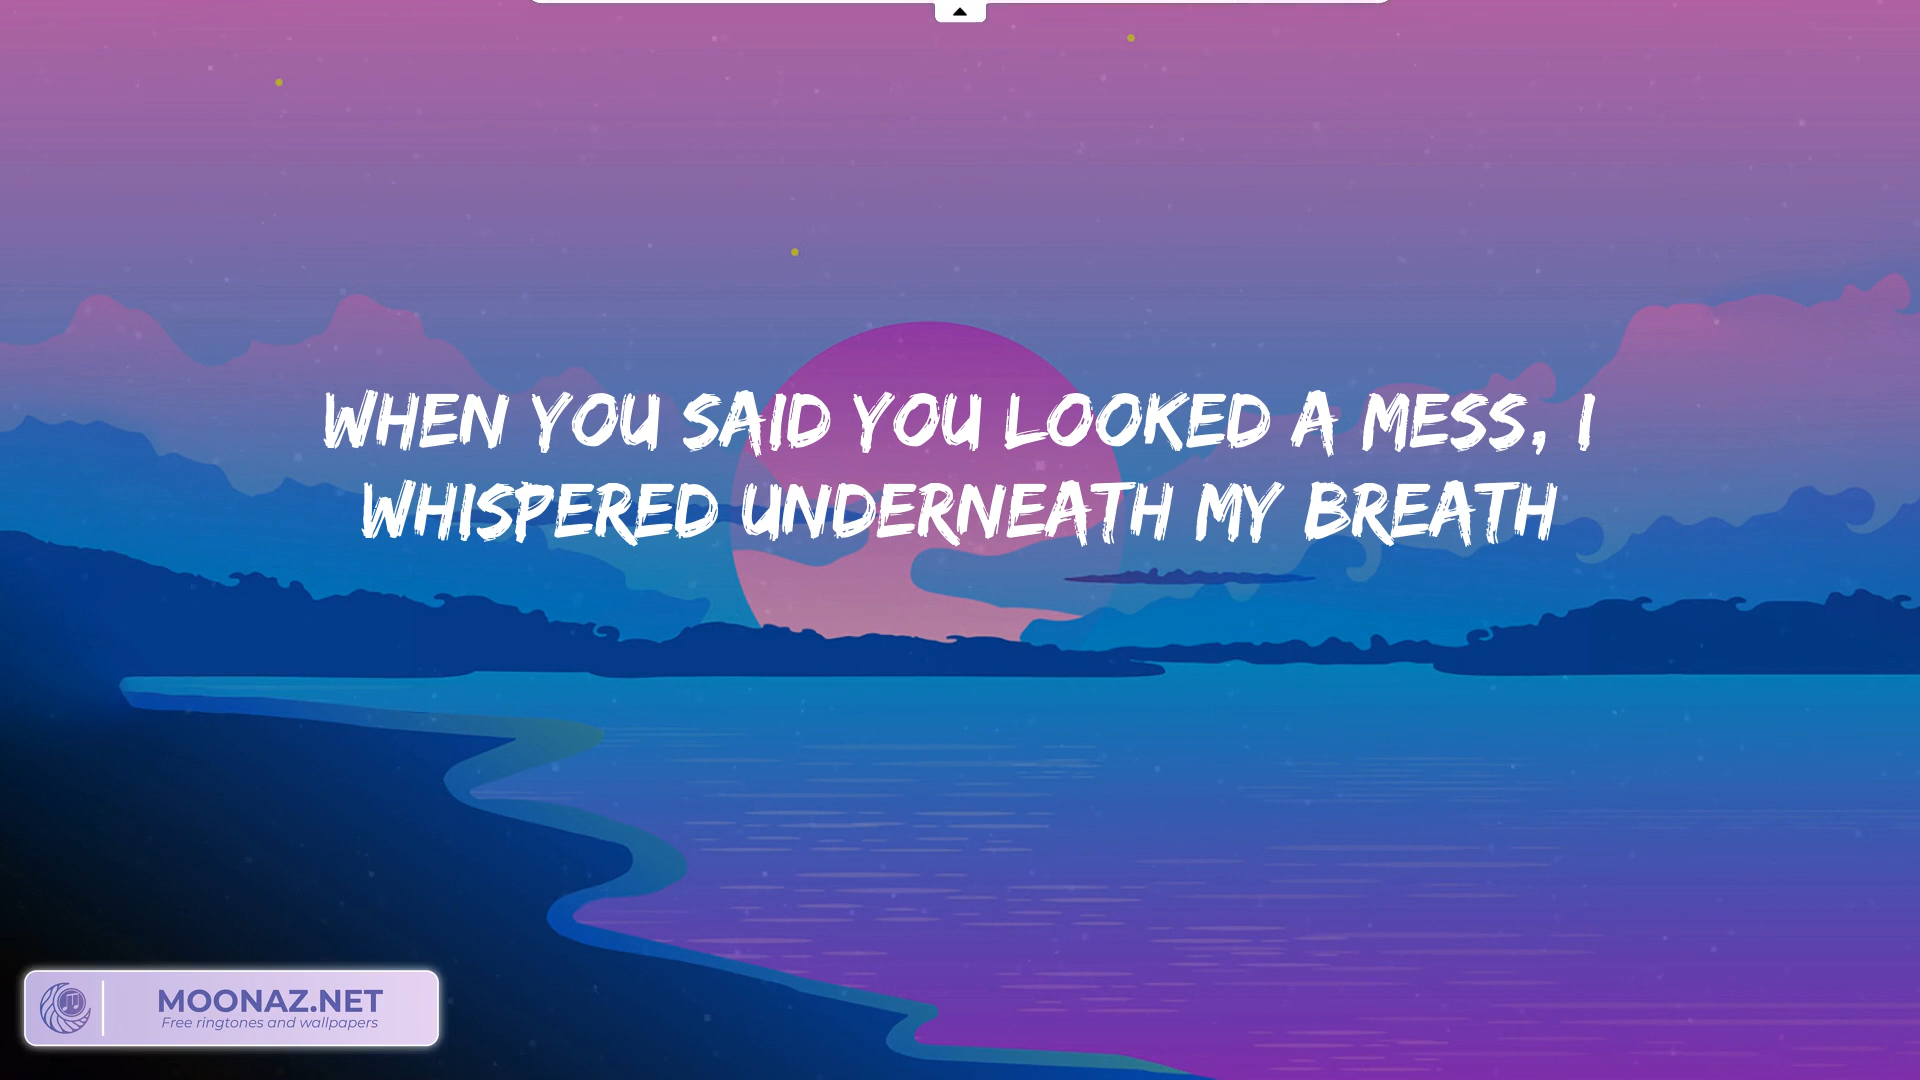 WHEN YOU SAID YOU LOOKED A MESS, I
WHISPERED UNDERNEATH MY BREATH
MOONAZ.NET
Free ringtones and wallpapers